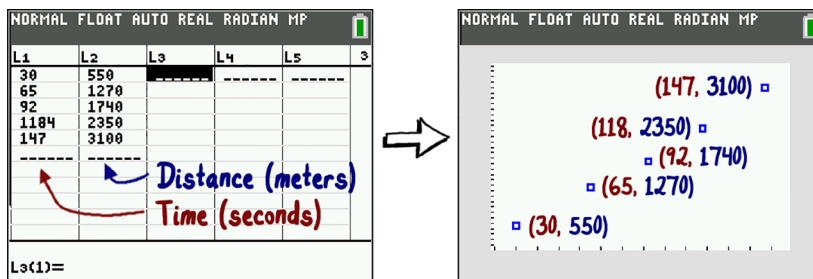 NORMAL FLOAT AUTO REAL RADIAN MP
L1 L2 L3 L4 L5 3
30 550 ------ ------ ------
65 1270
92 1740
1184 2350
147 3100
------ ------
Distance (meters)
Time (seconds)
L3(1)=
NORMAL FLOAT AUTO REAL RADIAN MP
(147, 3100)
(118, 2350)
(92, 1740)
(65, 1270)
(30, 550)